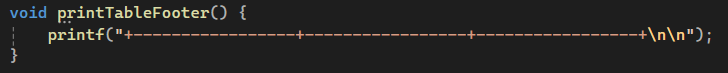 void printTableFooter() {
    printf("+-----------------+-----------------+-----------------+\n\n");
}